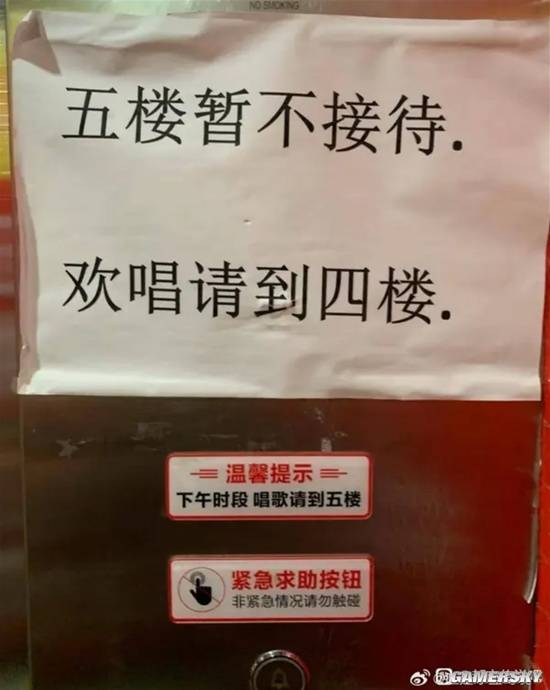 NO SMOKING
五楼暂不接待.
欢唱请到四楼.
温馨提示
下午时段 唱歌请到五楼
紧急求助按钮
非紧急情况请勿触碰
GAMERSKY